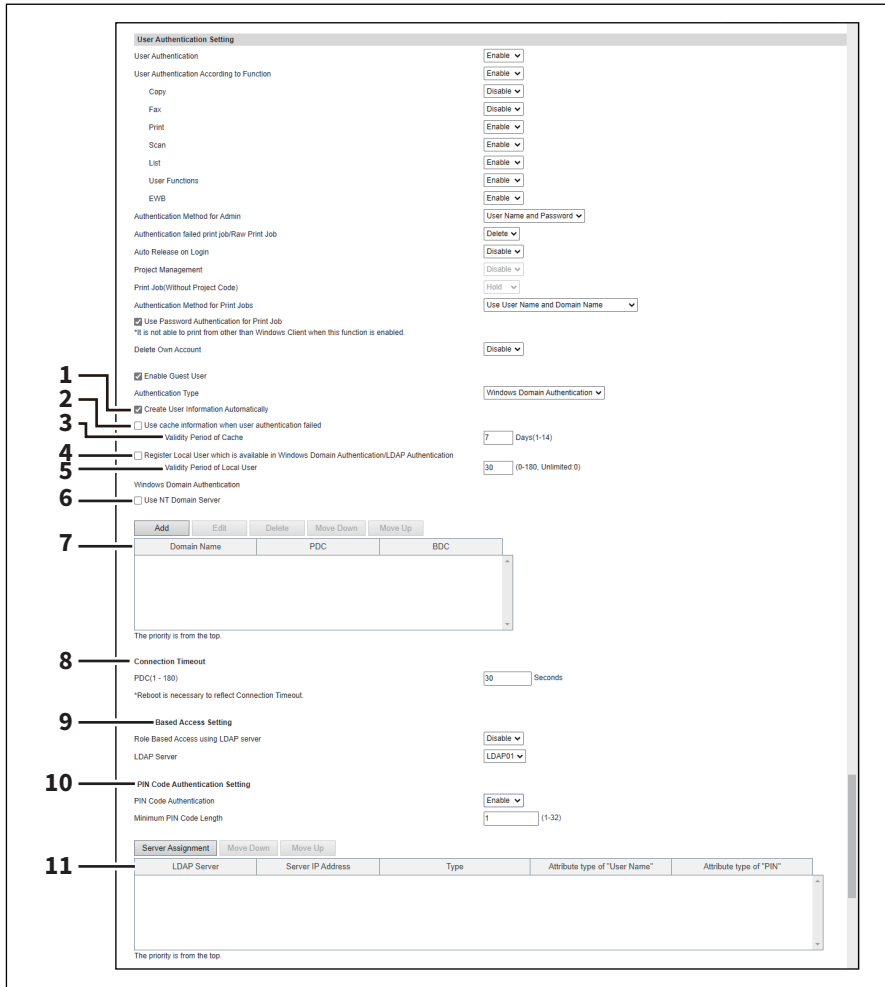 User Authentication Setting
User Authentication Enable
User Authentication According to Function Enable
Copy Disable
Fax Disable
Print Enable
Scan Enable
List Enable
User Functions Enable
EWB Enable
Authentication Method for Admin User Name and Password
Authentication failed print job/Raw Print Job Delete
Auto Release on Login Disable
Project Management Disable
Print Job(Without Project Code) Hold
Authentication Method for Print Jobs Use User Name and Domain Name
Use Password Authentication for Print Job
*It is not able to print from other than Windows Client when this function is enabled.
Delete Own Account Disable
1 Enable Guest User
Authentication Type Windows Domain Authentication
2 Create User Information Automatically
3 Use cache information when user authentication failed
Validity Period of Cache 7 Days(1-14)
4 Register Local User which is available in Windows Domain Authentication/LDAP Authentication
5 Validity Period of Local User 30 (0-180, Unlimited:0)
Windows Domain Authentication
6 Use NT Domain Server
Add Edit Delete Move Down Move Up
7 Domain Name PDC BDC
The priority is from the top.
8 Connection Timeout
PDC(1 - 180) 30 Seconds
*Reboot is necessary to reflect Connection Timeout.
9 Based Access Setting
Role Based Access using LDAP server Disable
LDAP Server LDAP01
10 PIN Code Authentication Setting
PIN Code Authentication Enable
Minimum PIN Code Length 1 (1-32)
Server Assignment Move Down Move Up
11 LDAP Server Server IP Address Type Attribute type of "User Name" Attribute type of "PIN"
The priority is from the top.